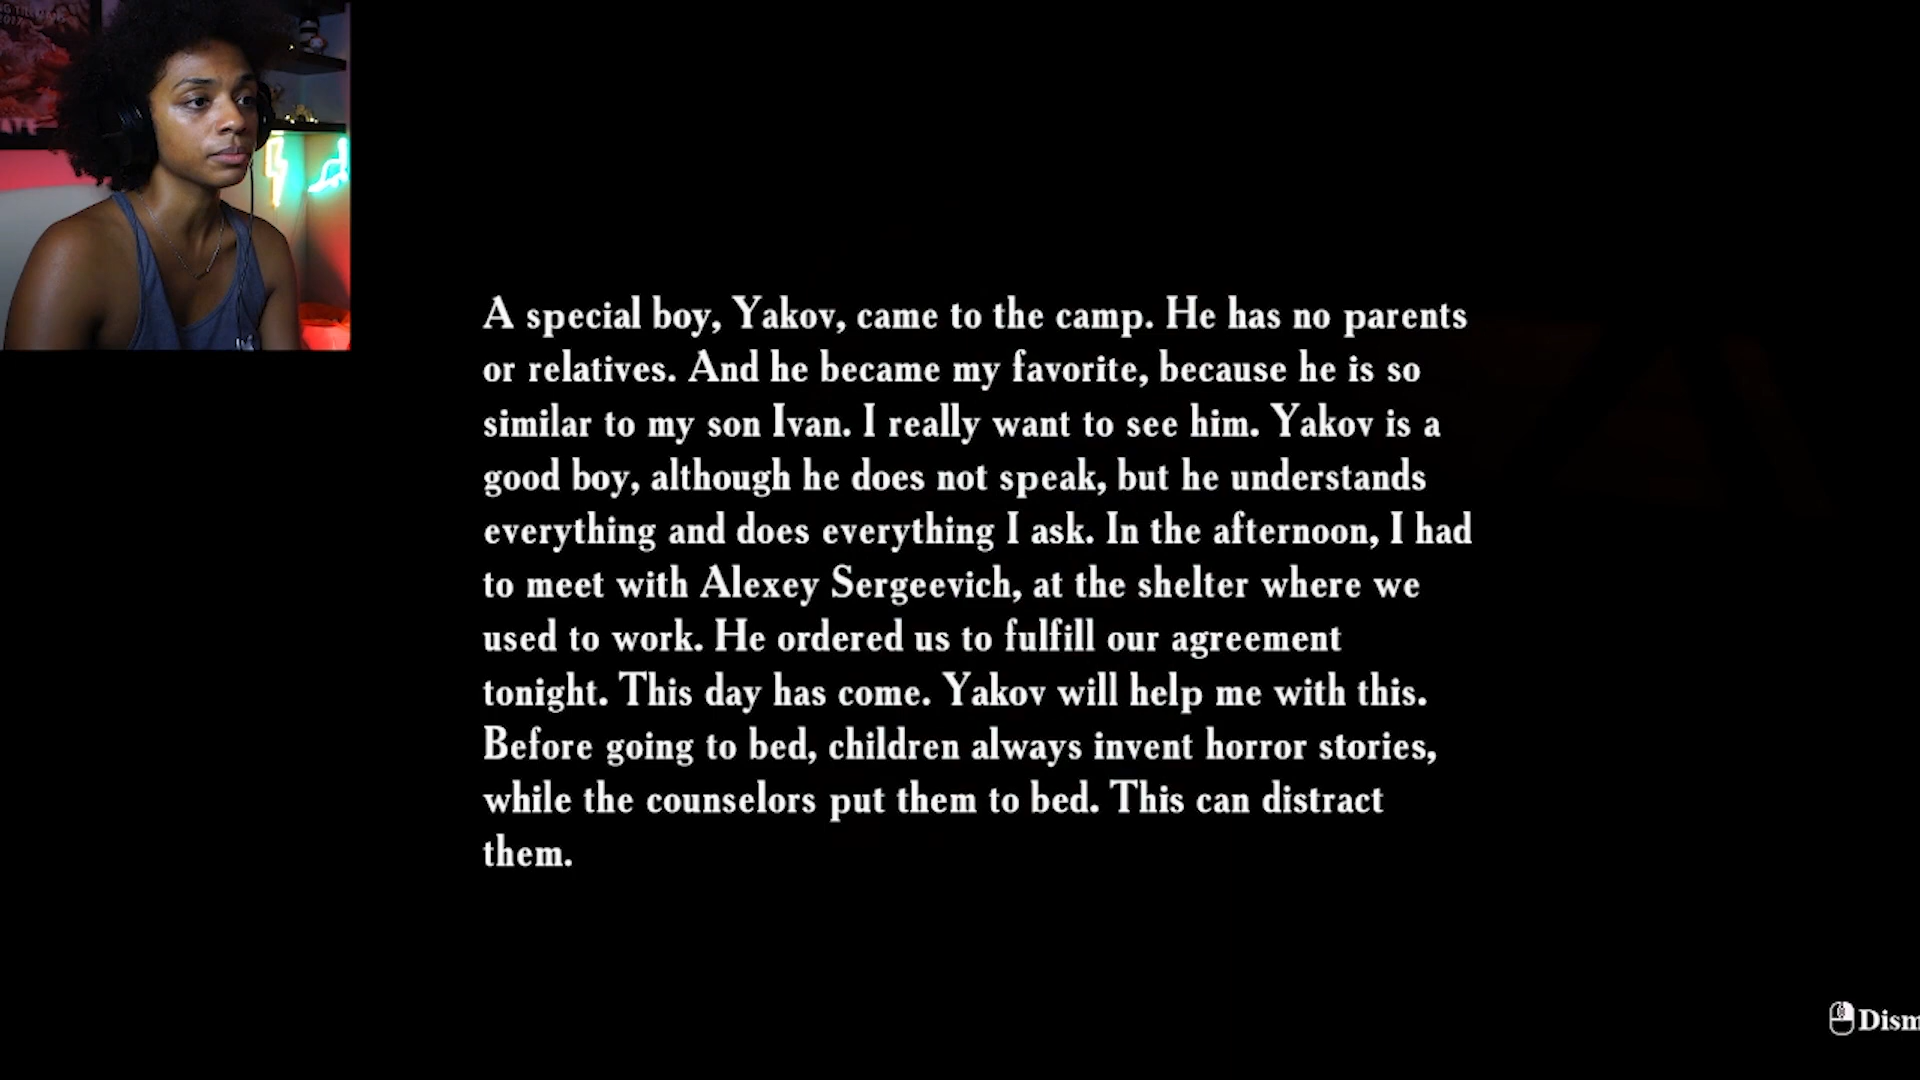 2017
ATE
A special boy, Yakov, came to the camp. He has no parents
or relatives. And he became my favorite, because he is so
similar to my son Ivan. I really want to see him. Yakov is a
good boy, although he does not speak, but he understands
everything and does everything I ask. In the afternoon, I had
to meet with Alexey Sergeevich, at the shelter where we
used to work. He ordered us to fulfill our agreement
tonight. This day has come. Yakov will help me with this.
Before going to bed, children always invent horror stories,
while the counselors put them to bed. This can distract
them.
Dism